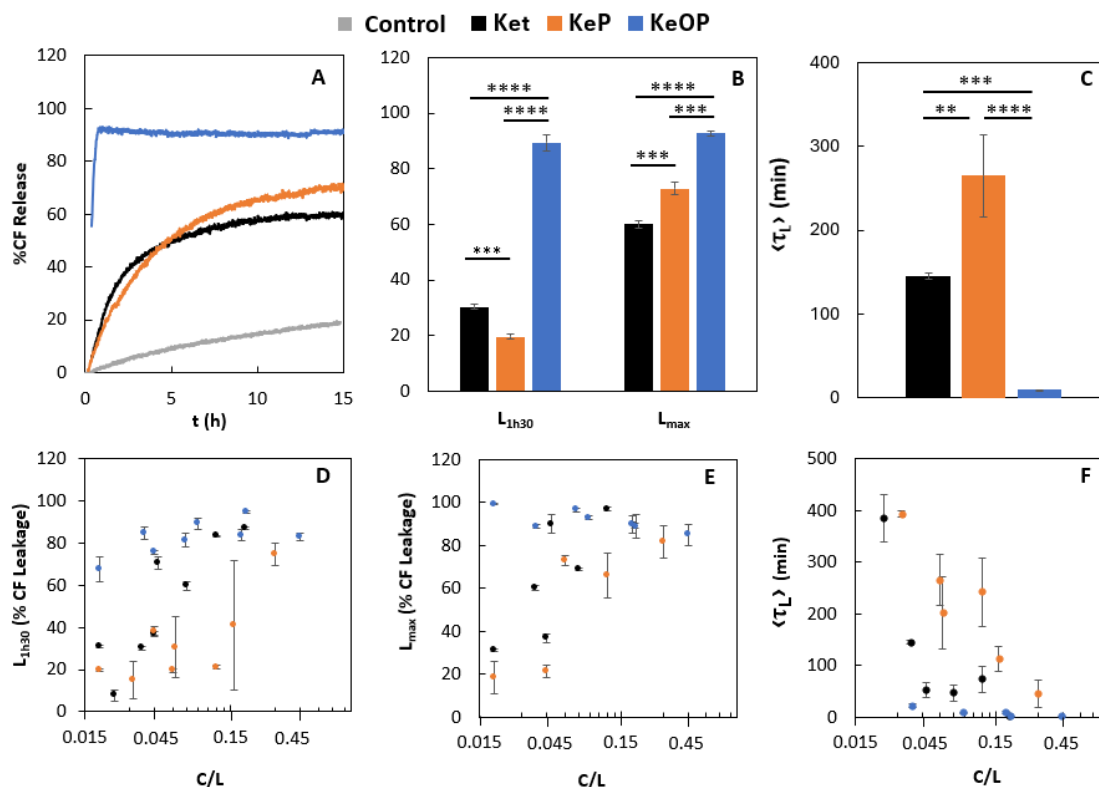 Control Ket KeP KeOP
A
%CF Release
120
100
80
60
40
20
0
0 5 10 15
t (h)
B
120
100
80
60
40
20
0
**** ****
**** ***
***
***
L1h30 Lmax
C
⟨τL⟩ (min)
400
300
200
100
0
***
** ****
D
L1h30 (% CF Leakage)
120
100
80
60
40
20
0
0.015 0.045 0.15 0.45
C/L
E
Lmax (% CF Leakage)
120
100
80
60
40
20
0
0.015 0.045 0.15 0.45
C/L
F
⟨τL⟩ (min)
500
400
300
200
100
0
0.015 0.045 0.15 0.45
C/L